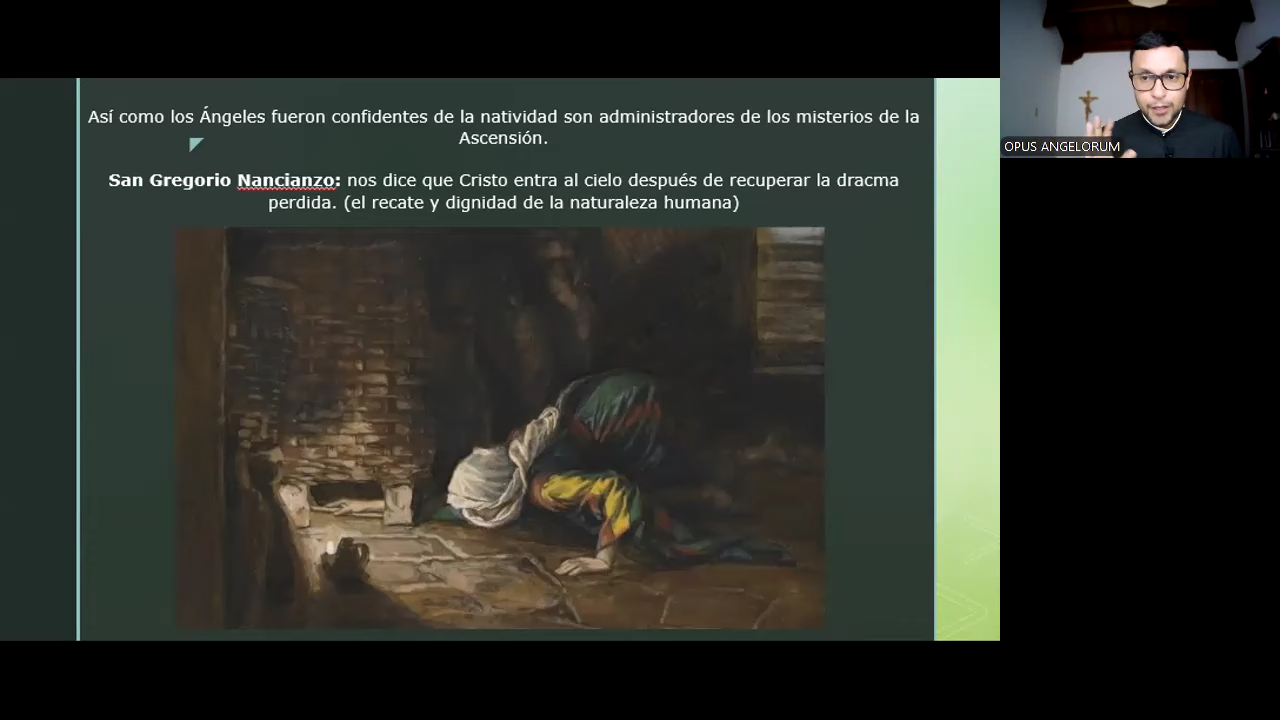 Así como los Ángeles fueron confidentes de la natividad son administradores de los misterios de la
Ascensión.
San Gregorio Nancianzo: nos dice que Cristo entra al cielo después de recuperar la dracma
perdida. (el recate y dignidad de la naturaleza humana)
OPUS ANGELORUM